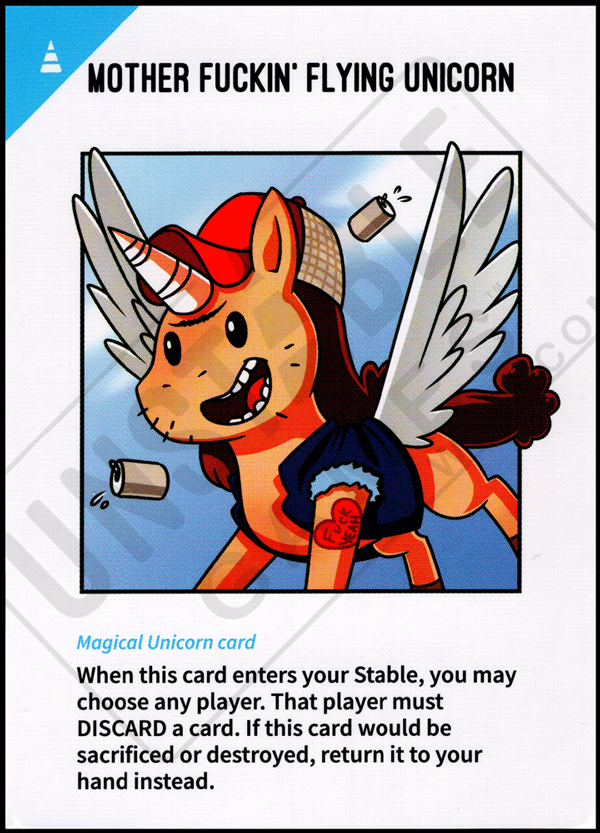 MOTHER FUCKIN' FLYING UNICORN
FUCK
YEAH
Magical Unicorn card
When this card enters your Stable, you may
choose any player. That player must
DISCARD a card. If this card would be
sacrificed or destroyed, return it to your
hand instead.
UNSTABLE